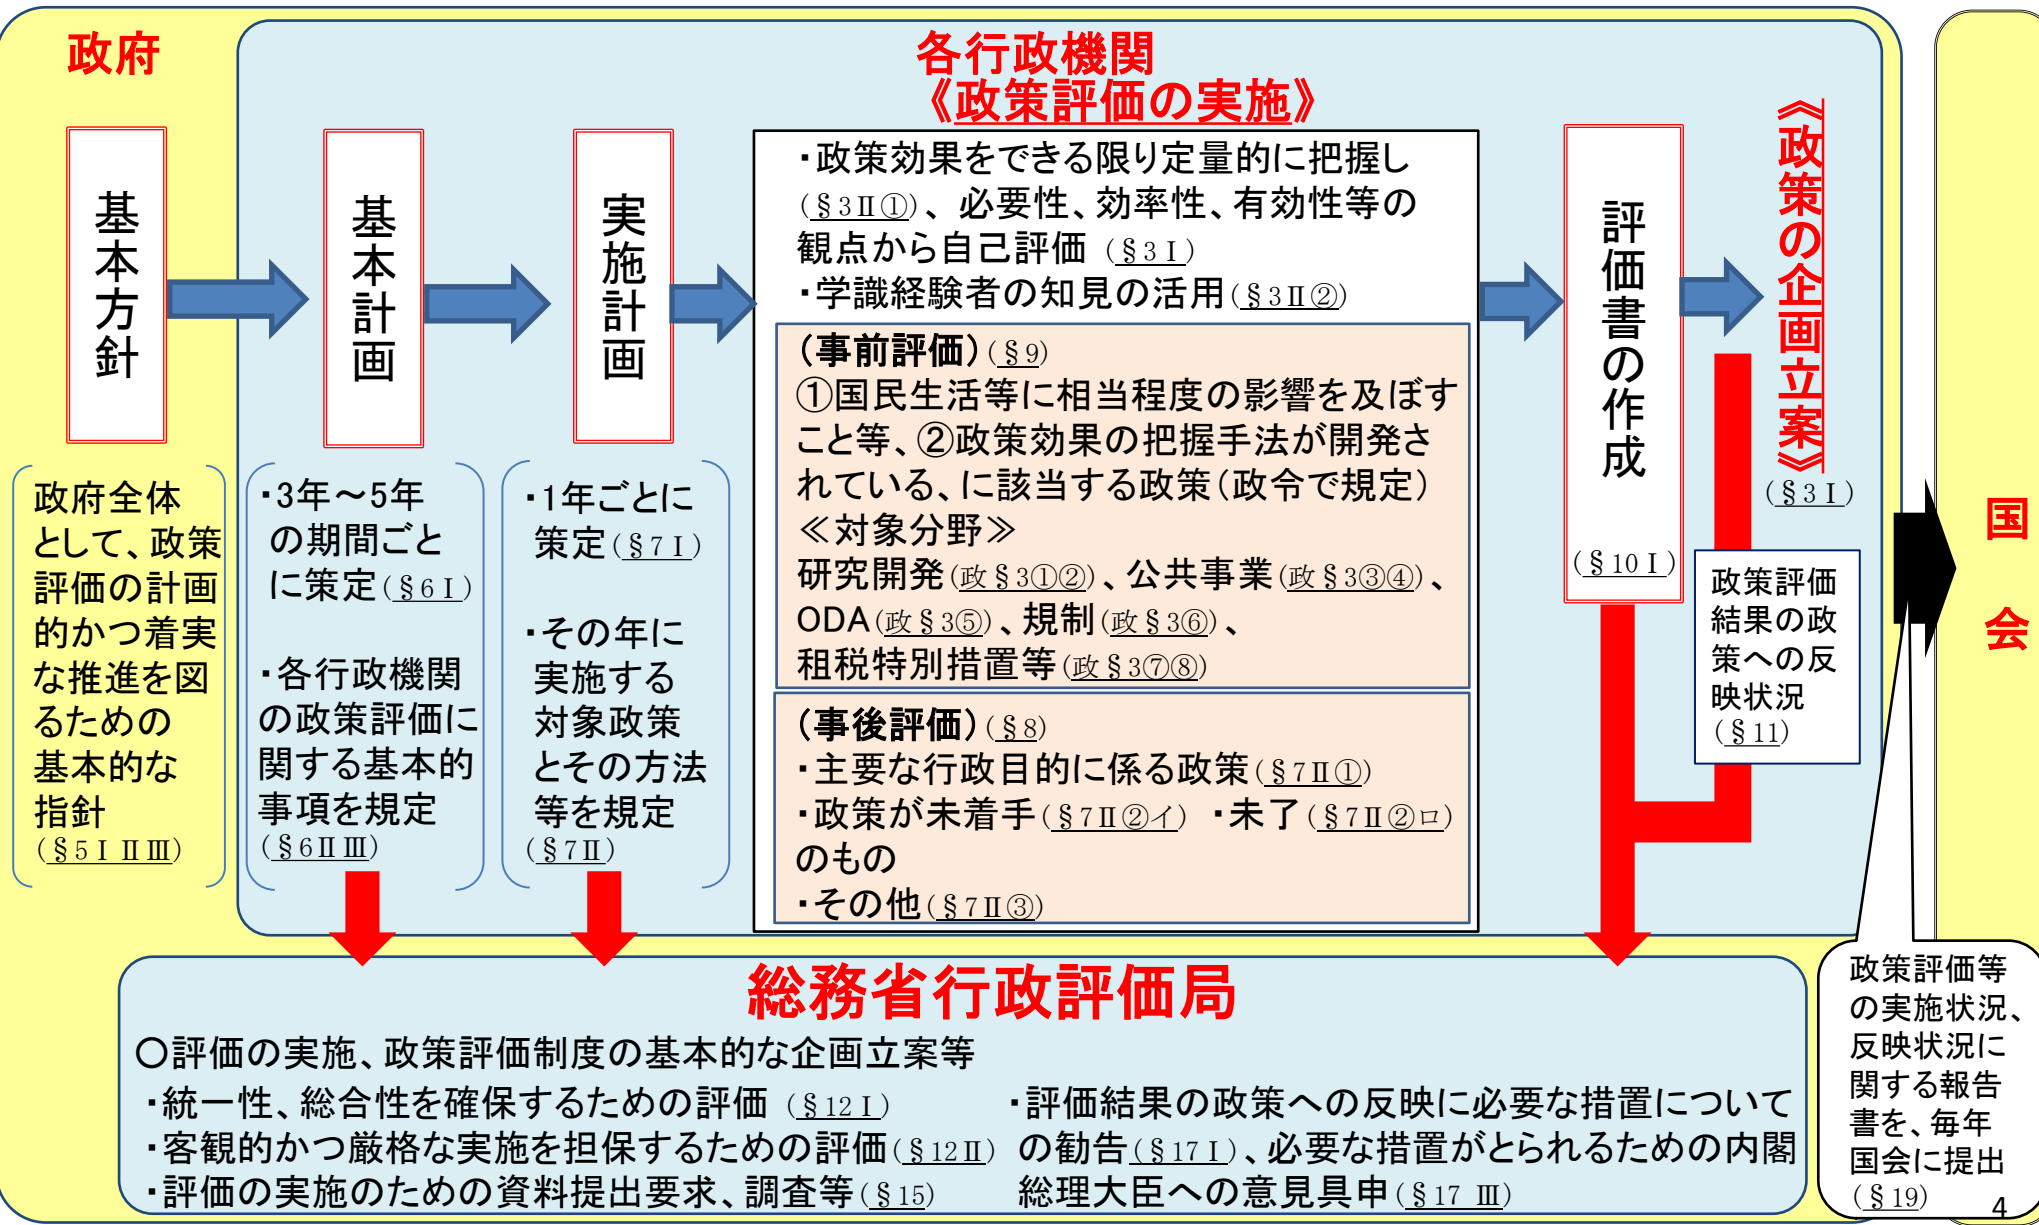 政府
各行政機関
《政策評価の実施》
基本方針
基本計画
実施計画
・政策効果をできる限り定量的に把握し
(§3Ⅱ①)、必要性、効率性、有効性等の
観点から自己評価 (§3Ⅰ)
・学識経験者の知見の活用(§3Ⅱ②)
(事前評価)(§9)
①国民生活等に相当程度の影響を及ぼす
こと等、②政策効果の把握手法が開発さ
れている、に該当する政策(政令で規定)
≪対象分野≫
研究開発(政§3①②)、公共事業(政§3③④)、
ODA(政§3⑤)、規制(政§3⑥)、
租税特別措置等(政§3⑦⑧)
(事後評価)(§8)
・主要な行政目的に係る政策(§7Ⅱ①)
・政策が未着手(§7Ⅱ②イ) ・未了(§7Ⅱ②ロ)
のもの
・その他(§7Ⅱ③)
評価書の作成
(§10Ⅰ)
《政策の企画立案》
(§3Ⅰ)
政府全体
として、政策
評価の計画
的かつ着実
な推進を図
るための
基本的な
指針
(§5ⅠⅡⅢ)
・3年～5年
の期間ごと
に策定(§6Ⅰ)
・各行政機関
の政策評価に
関する基本的
事項を規定
(§6ⅡⅢ)
・1年ごとに
策定(§7Ⅰ)
・その年に
実施する
対象政策
とその方法
等を規定
(§7Ⅱ)
政策評価
結果の政
策への反
映状況
(§11)
国会
総務省行政評価局
○評価の実施、政策評価制度の基本的な企画立案等
・統一性、総合性を確保するための評価 (§12Ⅰ)
・客観的かつ厳格な実施を担保するための評価(§12Ⅱ)
・評価の実施のための資料提出要求、調査等(§15)
・評価結果の政策への反映に必要な措置について
の勧告(§17Ⅰ)、必要な措置がとられるための内閣
総理大臣への意見具申(§17 Ⅲ)
政策評価等
の実施状況、
反映状況に
関する報告
書を、毎年
国会に提出
(§19)
4